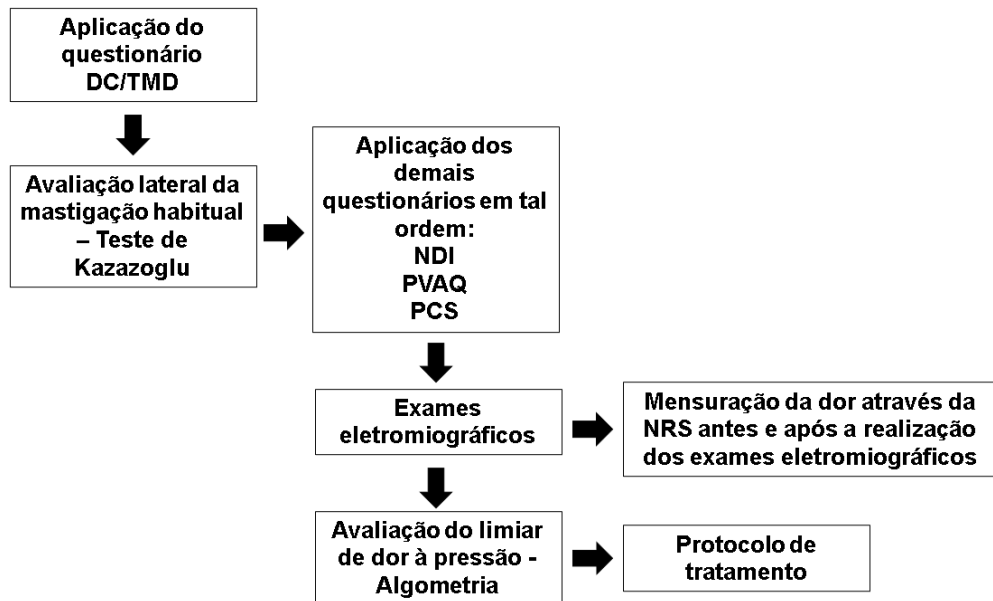 Aplicação do
questionário
DC/TMD
Avaliação lateral da
mastigação habitual
– Teste de
Kazazoglu
Aplicação dos
demais
questionários em tal
ordem:
NDI
PVAQ
PCS
Exames
eletromiográficos
Mensuração da dor através da
NRS antes e após a realização
dos exames eletromiográficos
Avaliação do limiar
de dor à pressão -
Algometria
Protocolo de
tratamento